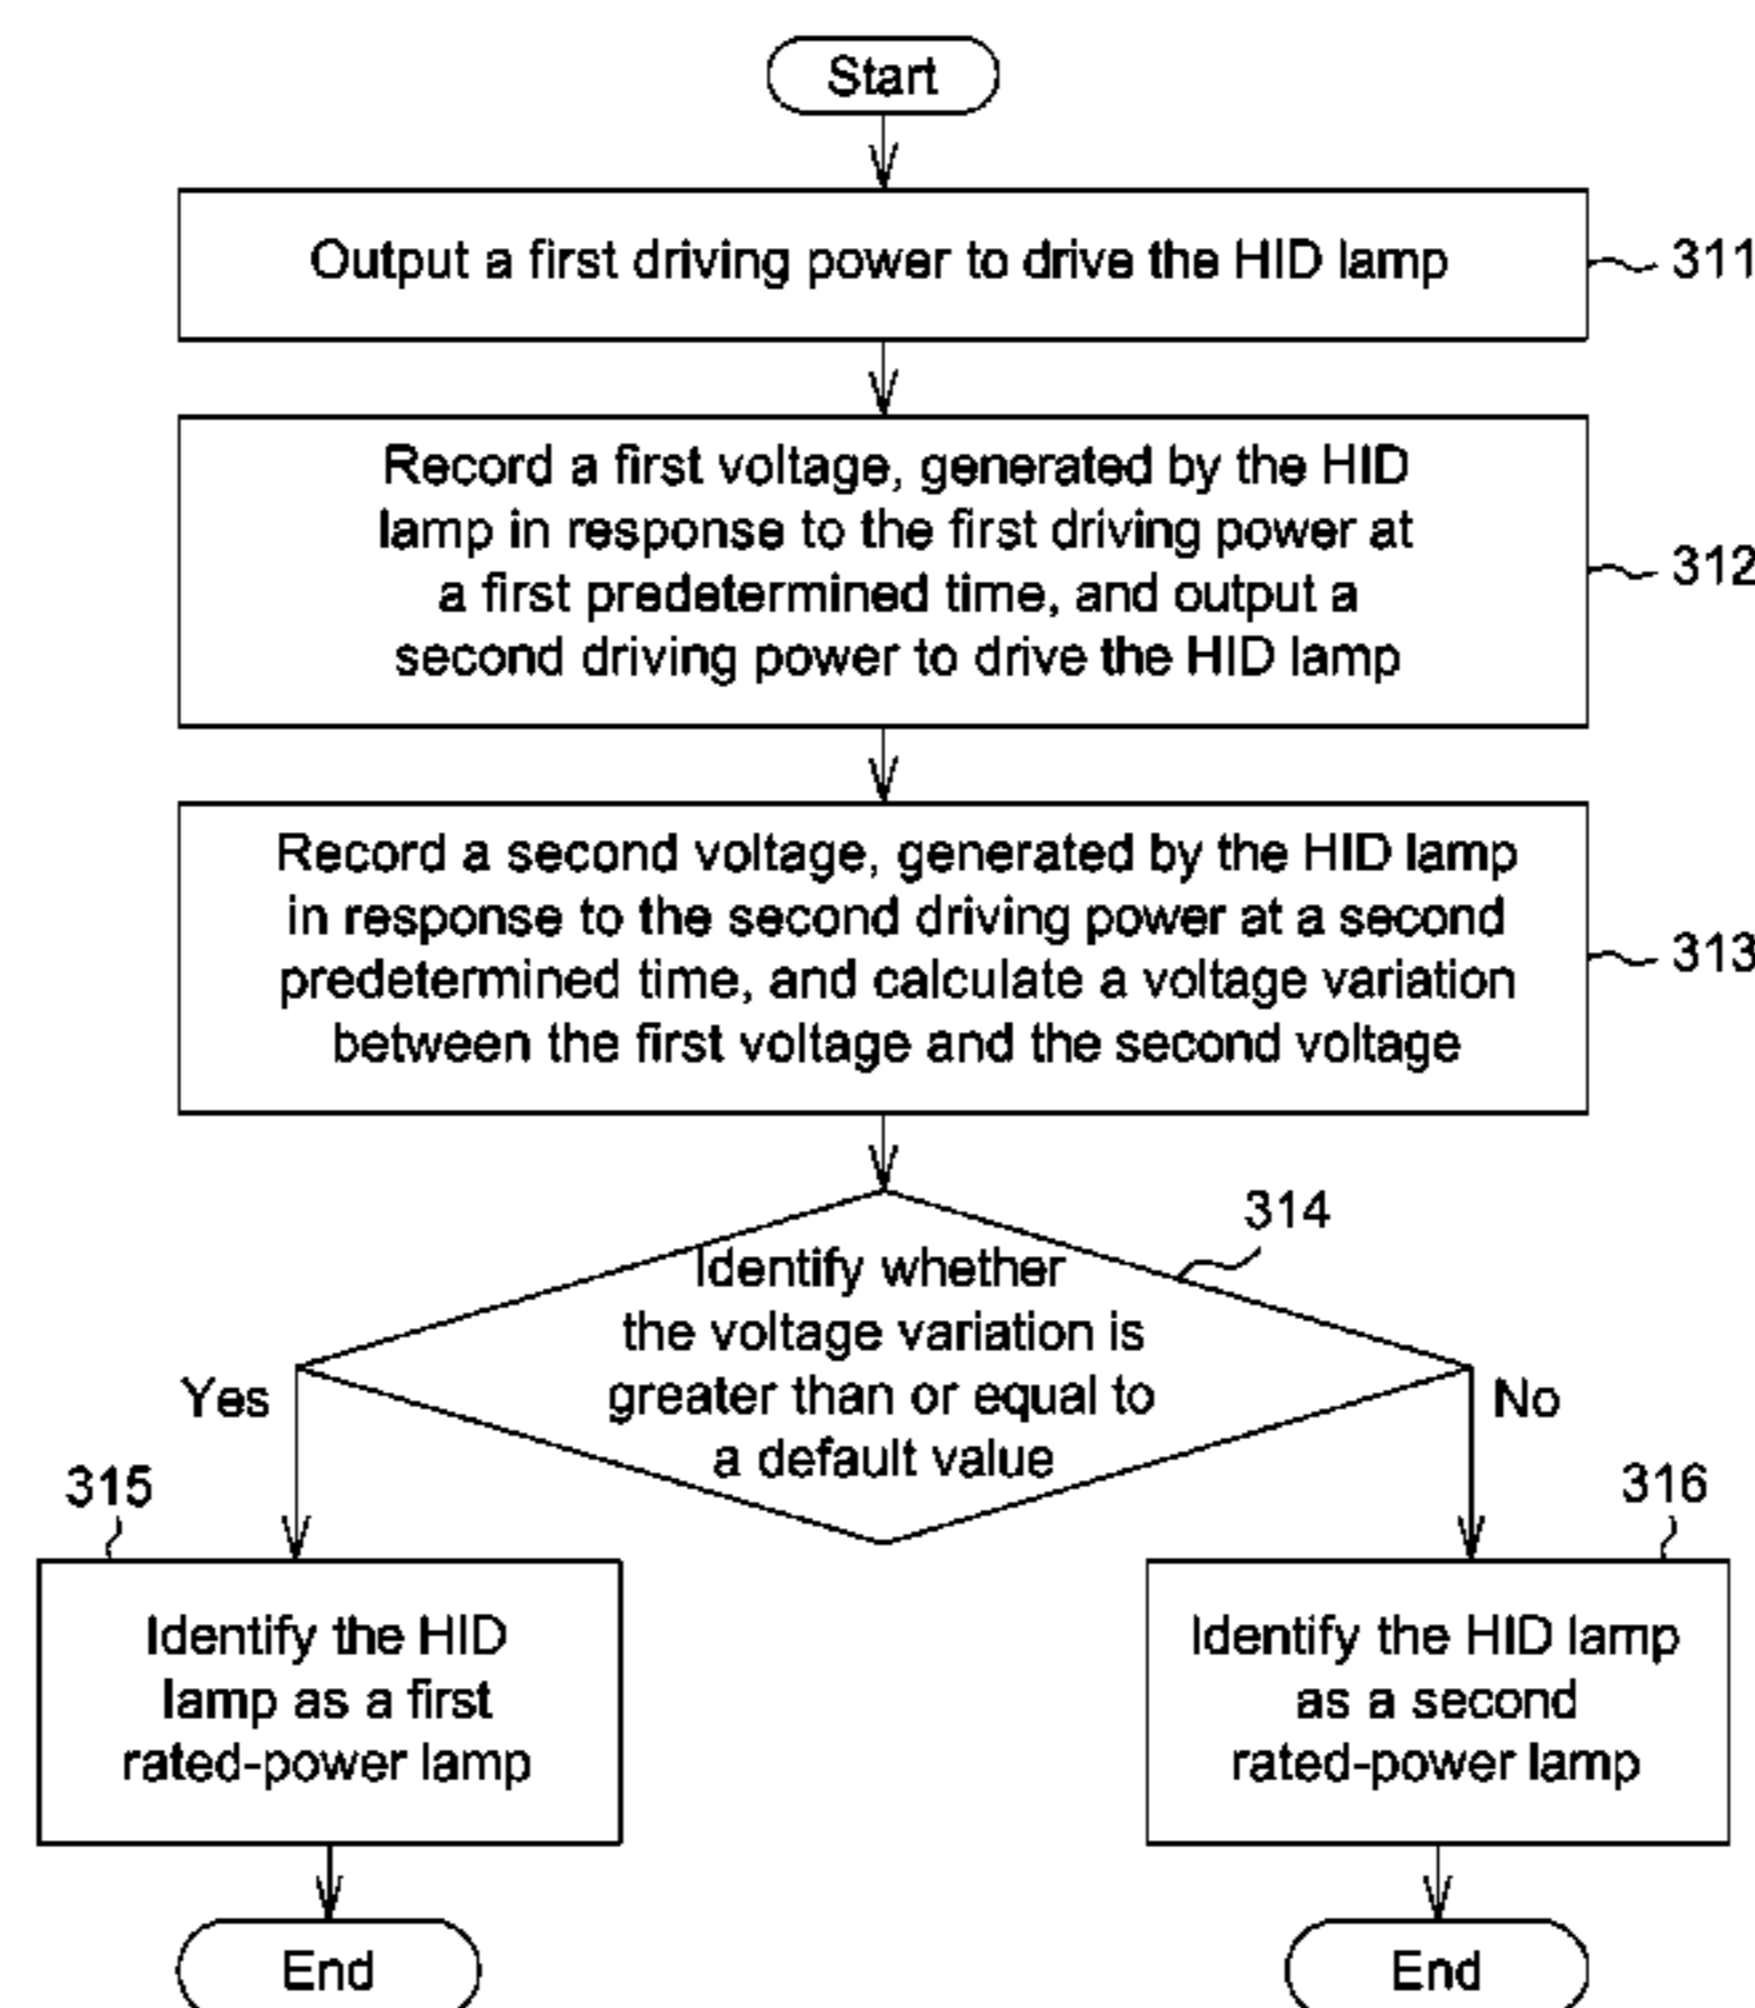 Start
Output a first driving power to drive the HID lamp
311
Record a first voltage, generated by the HID
lamp in response to the first driving power at
a first predetermined time, and output a
second driving power to drive the HID lamp
312
Record a second voltage, generated by the HID lamp
in response to the second driving power at a second
predetermined time, and calculate a voltage variation
between the first voltage and the second voltage
313
314
Identify whether
the voltage variation is
greater than or equal to
a default value
Yes
No
315
316
Identify the HID
lamp as a first
rated-power lamp
Identify the HID lamp
as a second
rated-power lamp
End
End